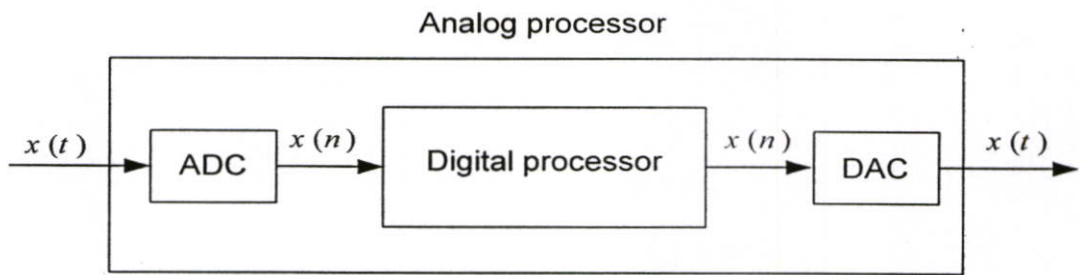 Analog processor
x (t)
ADC
x (n)
Digital processor
x (n)
DAC
x (t)